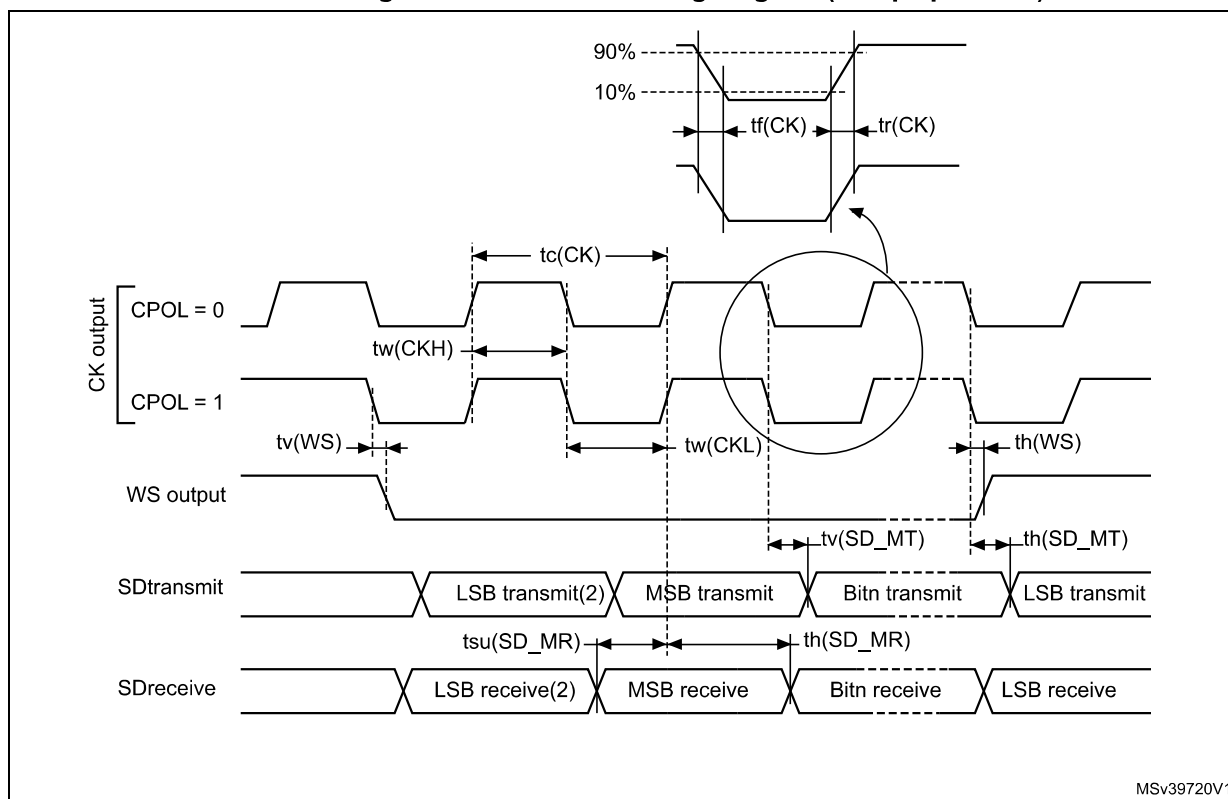 90%
10%
tf(CK)
tr(CK)
tc(CK)
CK output
CPOL = 0
tw(CKH)
CPOL = 1
tv(WS)
tw(CKL)
th(WS)
WS output
tv(SD_MT)
th(SD_MT)
SDtransmit
LSB transmit(2)
MSB transmit
Bitn transmit
LSB transmit
tsu(SD_MR)
th(SD_MR)
SDreceive
LSB receive(2)
MSB receive
Bitn receive
LSB receive
MSv39720V1